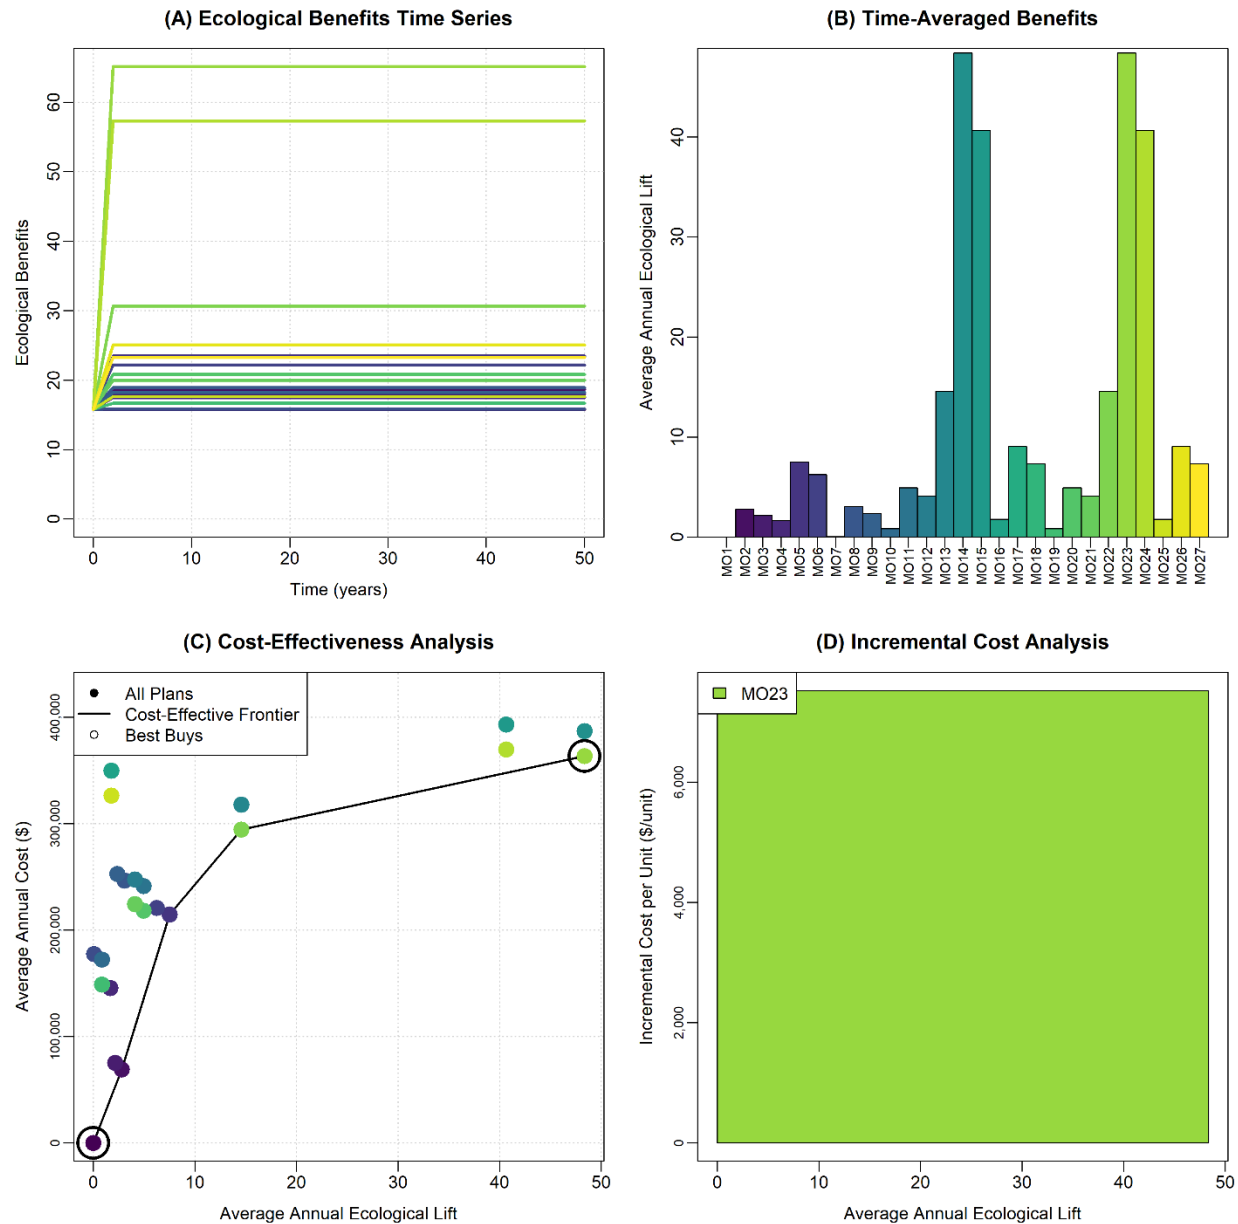 (A) Ecological Benefits Time Series
Ecological Benefits
0
10
20
30
40
50
60
0
10
20
30
40
50
Time (years)
(B) Time-Averaged Benefits
Average Annual Ecological Lift
0
10
20
30
40
MO1
MO2
MO3
MO4
MO5
MO6
MO7
MO8
MO9
MO10
MO11
MO12
MO13
MO14
MO15
MO16
MO17
MO18
MO19
MO20
MO21
MO22
MO23
MO24
MO25
MO26
MO27
(C) Cost-Effectiveness Analysis
All Plans
Cost-Effective Frontier
Best Buys
Average Annual Cost ($)
0
100,000
200,000
300,000
400,000
0
10
20
30
40
50
Average Annual Ecological Lift
(D) Incremental Cost Analysis
MO23
Incremental Cost per Unit ($/unit)
0
2,000
4,000
6,000
0
10
20
30
40
50
Average Annual Ecological Lift